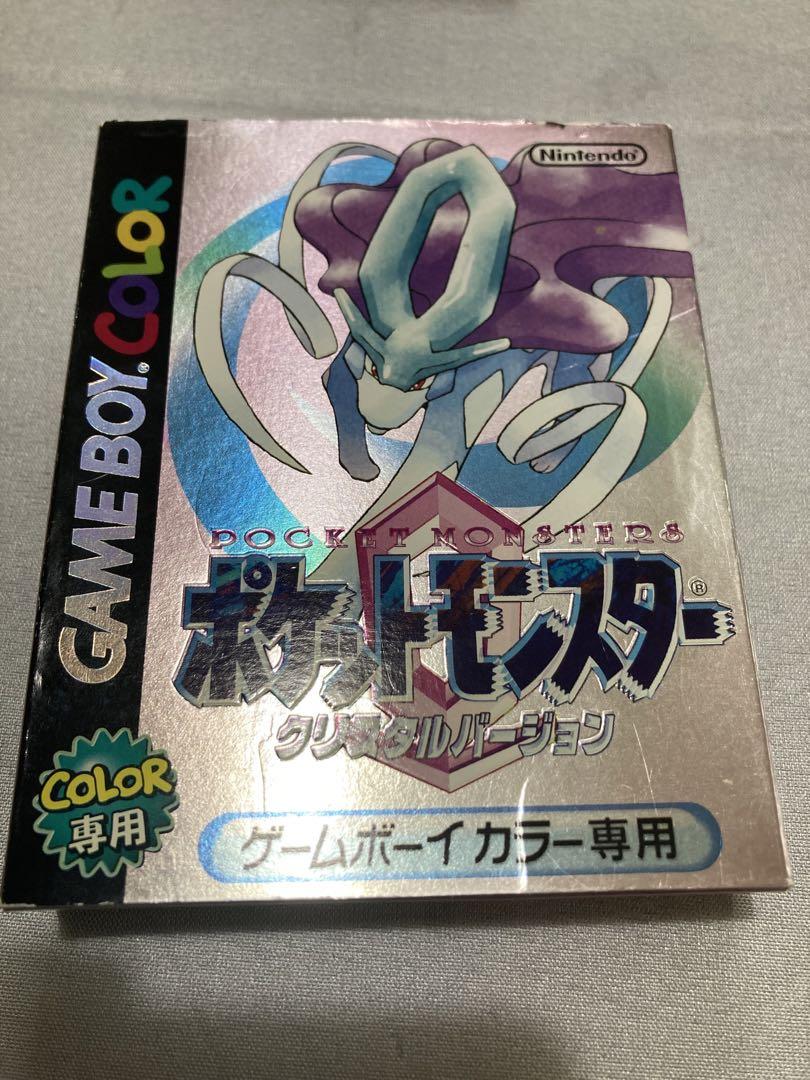 Nintendo
GAME BOY® COLOR
POCKET MONSTERS
ポケットモンスター®
クリスタルバージョン
COLOR
専用
ゲームボーイ カラー専用